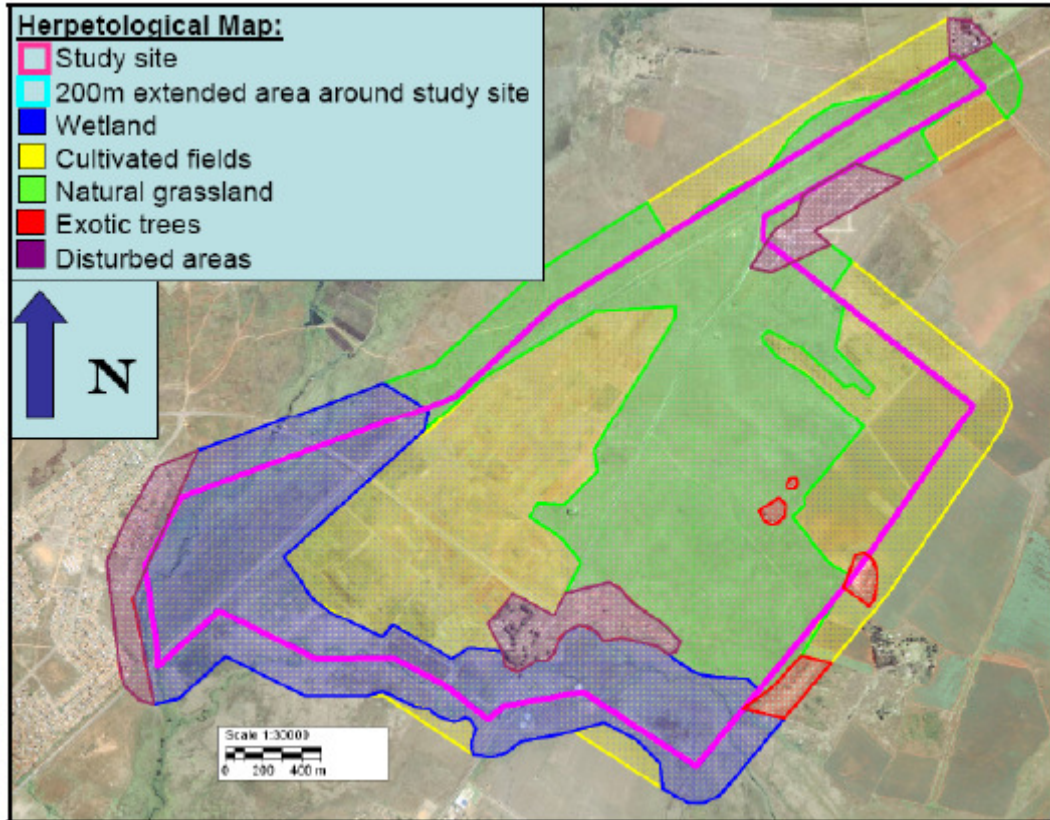 Herpetological Map:
Study site
200m extended area around study site
Wetland
Cultivated fields
Natural grassland
Exotic trees
Disturbed areas
N
Scale 1:30000
0 200 400 m